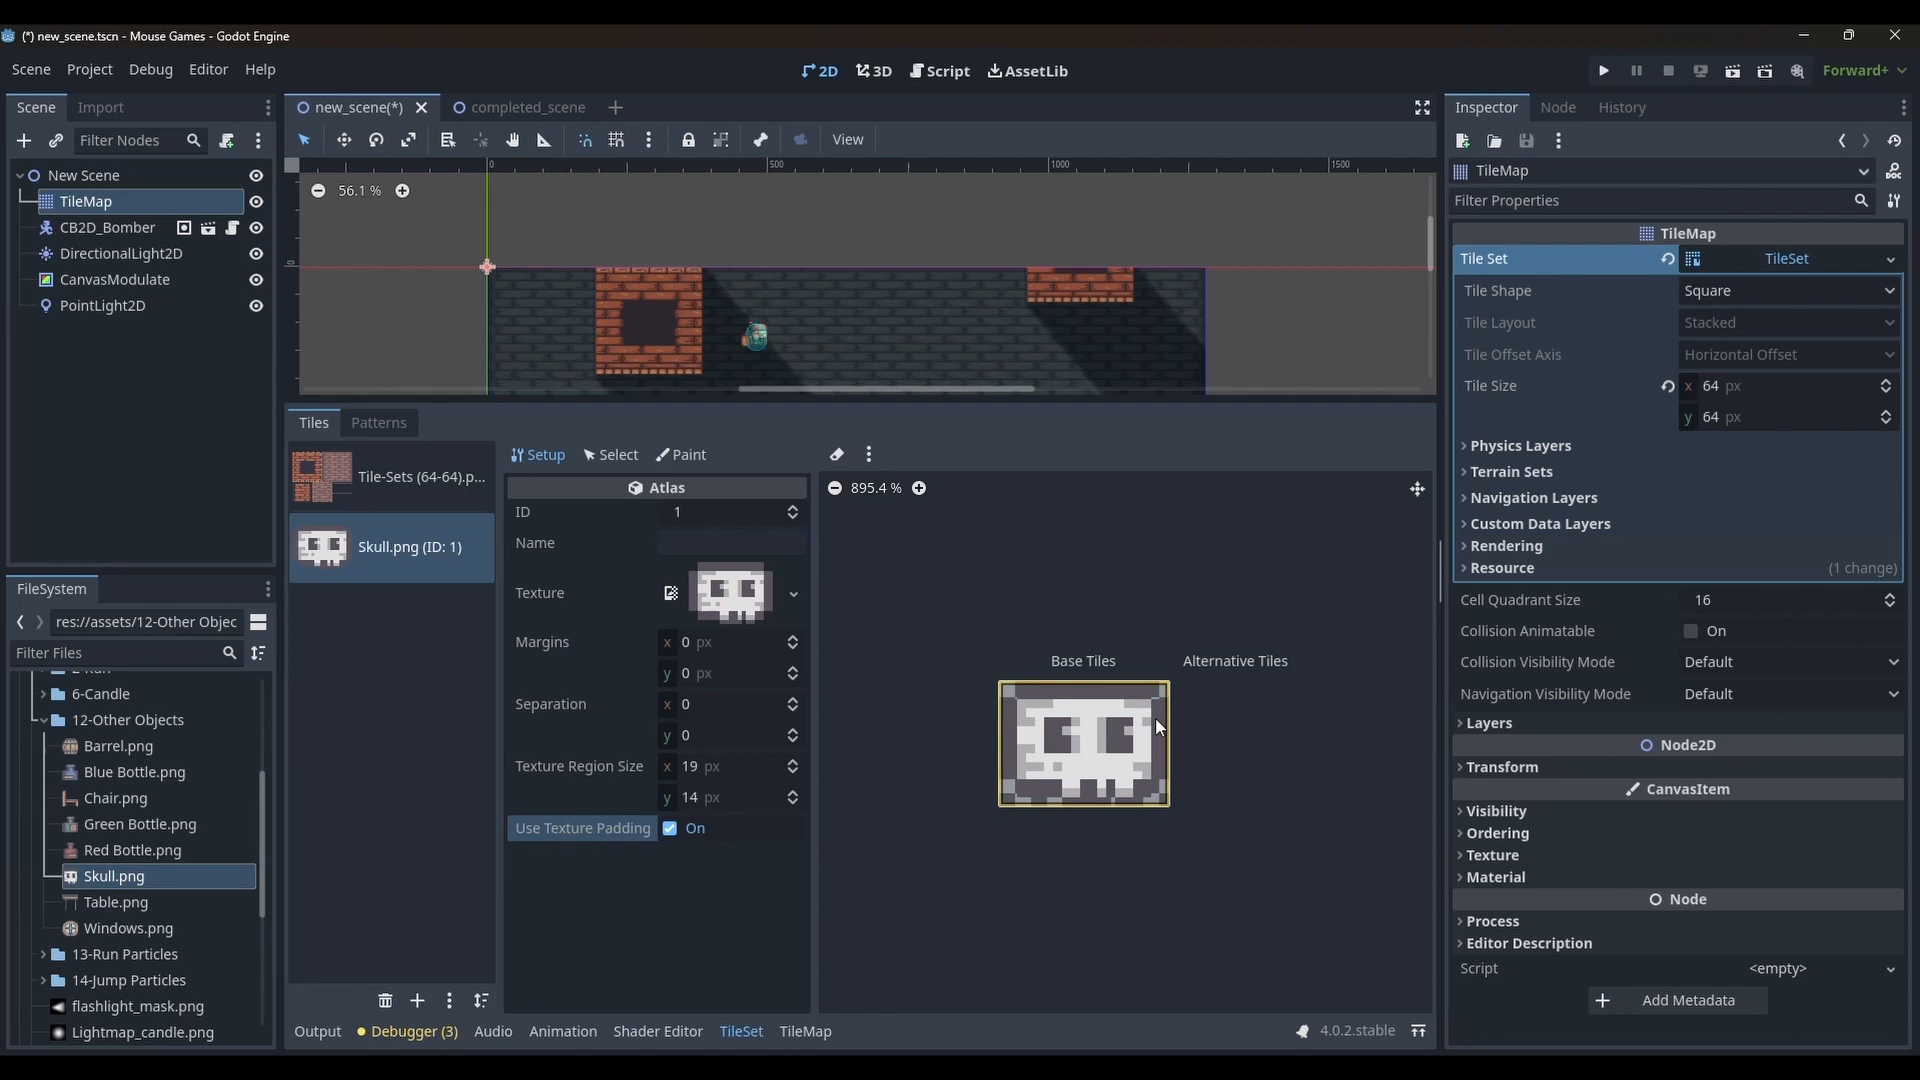 (*) new_scene.tscn - Mouse Games - Godot Engine
Scene Project Debug Editor Help
2D 3D Script AssetLib
Forward+
Scene Import
Filter Nodes
New Scene
TileMap
CB2D_Bomber
DirectionalLight2D
CanvasModulate
PointLight2D
FileSystem
res://assets/12-Other Objec
Filter Files
6-Candle
12-Other Objects
Barrel.png
Blue Bottle.png
Chair.png
Green Bottle.png
Red Bottle.png
Skull.png
Table.png
Windows.png
13-Run Particles
14-Jump Particles
flashlight_mask.png
Lightmap_candle.png
new_scene(*) completed_scene
View
0 500 1000 1500
56.1 %
0
Tiles Patterns
Tile-Sets (64-64).p...
Skull.png (ID: 1)
Setup Select Paint
Atlas
ID 1
Name
Texture
Margins x 0 px
y 0 px
Separation x 0
y 0
Texture Region Size x 19 px
y 14 px
Use Texture Padding On
895.4 %
Base Tiles Alternative Tiles
Output Debugger (3) Audio Animation Shader Editor TileSet TileMap
4.0.2.stable
Inspector Node History
TileMap
Filter Properties
TileMap
Tile Set TileSet
Tile Shape Square
Tile Layout Stacked
Tile Offset Axis Horizontal Offset
Tile Size x 64 px
y 64 px
Physics Layers
Terrain Sets
Navigation Layers
Custom Data Layers
Rendering
Resource (1 change)
Cell Quadrant Size 16
Collision Animatable On
Collision Visibility Mode Default
Navigation Visibility Mode Default
Layers
Node2D
Transform
CanvasItem
Visibility
Ordering
Texture
Material
Node
Process
Editor Description
Script <empty>
Add Metadata